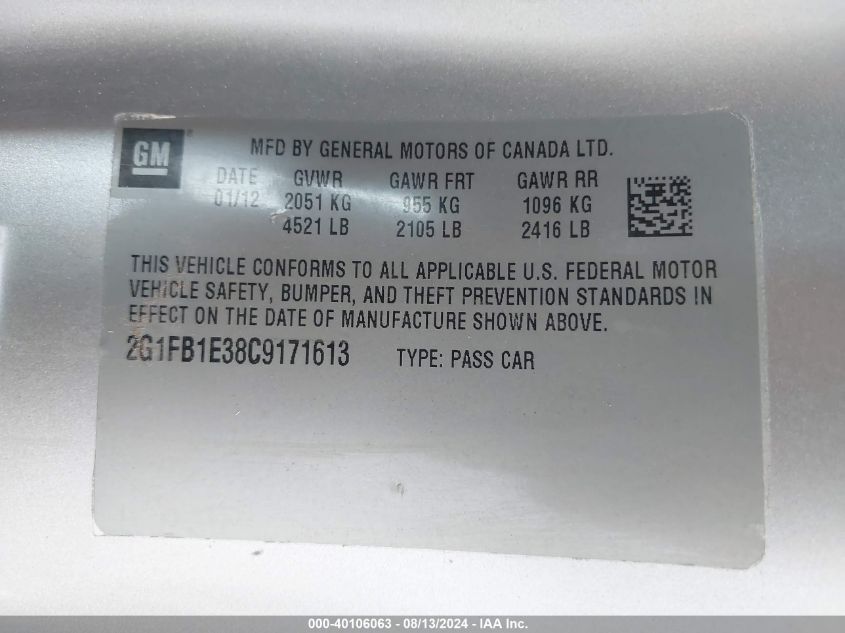 GM ®
MFD BY GENERAL MOTORS OF CANADA LTD.
DATE GVWR GAWR FRT GAWR RR
01/12 2051 KG 955 KG 1096 KG
4521 LB 2105 LB 2416 LB
THIS VEHICLE CONFORMS TO ALL APPLICABLE U.S. FEDERAL MOTOR
VEHICLE SAFETY, BUMPER, AND THEFT PREVENTION STANDARDS IN
EFFECT ON THE DATE OF MANUFACTURE SHOWN ABOVE.
2G1FB1E38C9171613 TYPE: PASS CAR
000-40106063 - 08/13/2024 - IAA Inc.